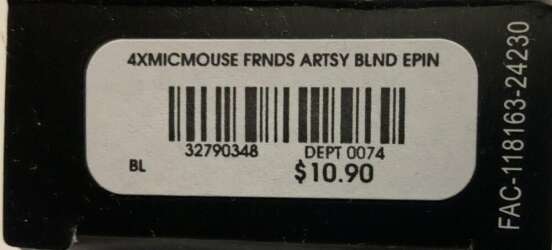 4XMICMOUSE FRNDS ARTSY BLND EPIN
32790348 DEPT 0074
BL $10.90
FAC-118163-24230